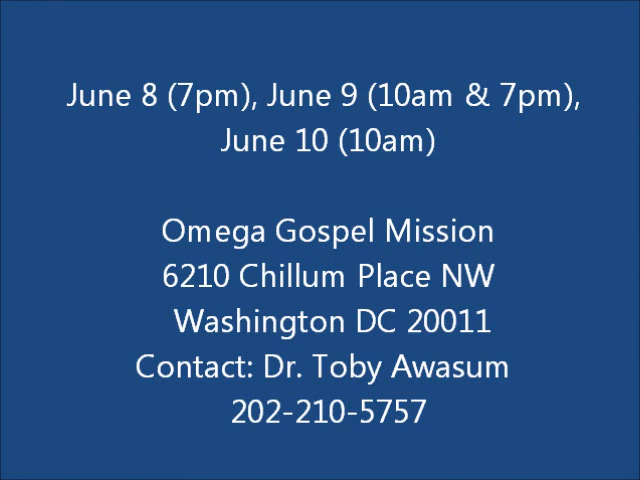 June 8 (7pm), June 9 (10am & 7pm),
June 10 (10am)
Omega Gospel Mission
6210 Chillum Place NW
Washington DC 20011
Contact: Dr. Toby Awasum
202-210-5757